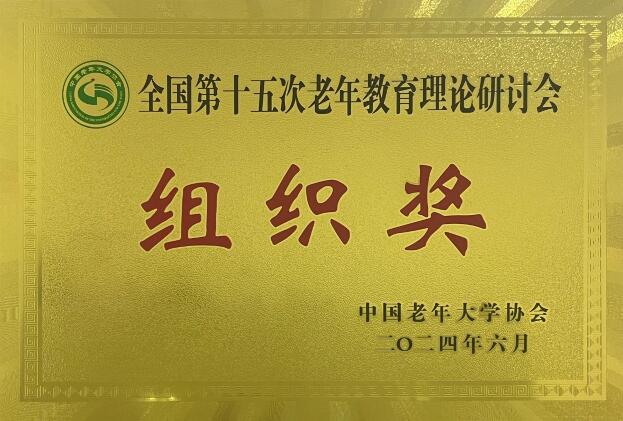 全国第十五次老年教育理论研讨会
组织奖
中国老年大学协会
二〇二四年六月